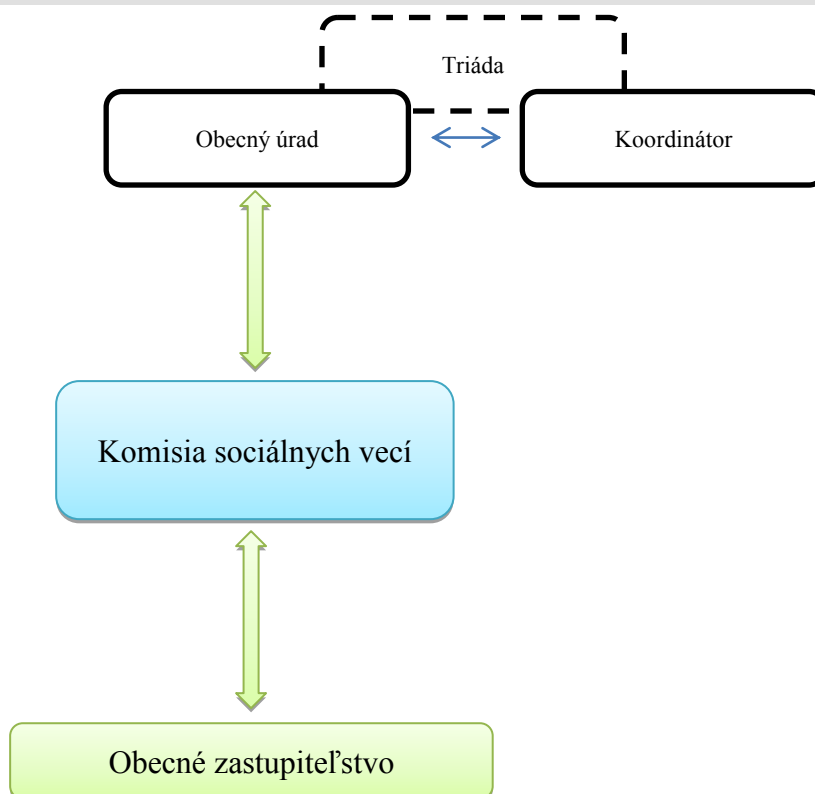 Triáda
Obecný úrad
Koordinátor
Komisia sociálnych vecí
Obecné zastupiteľstvo